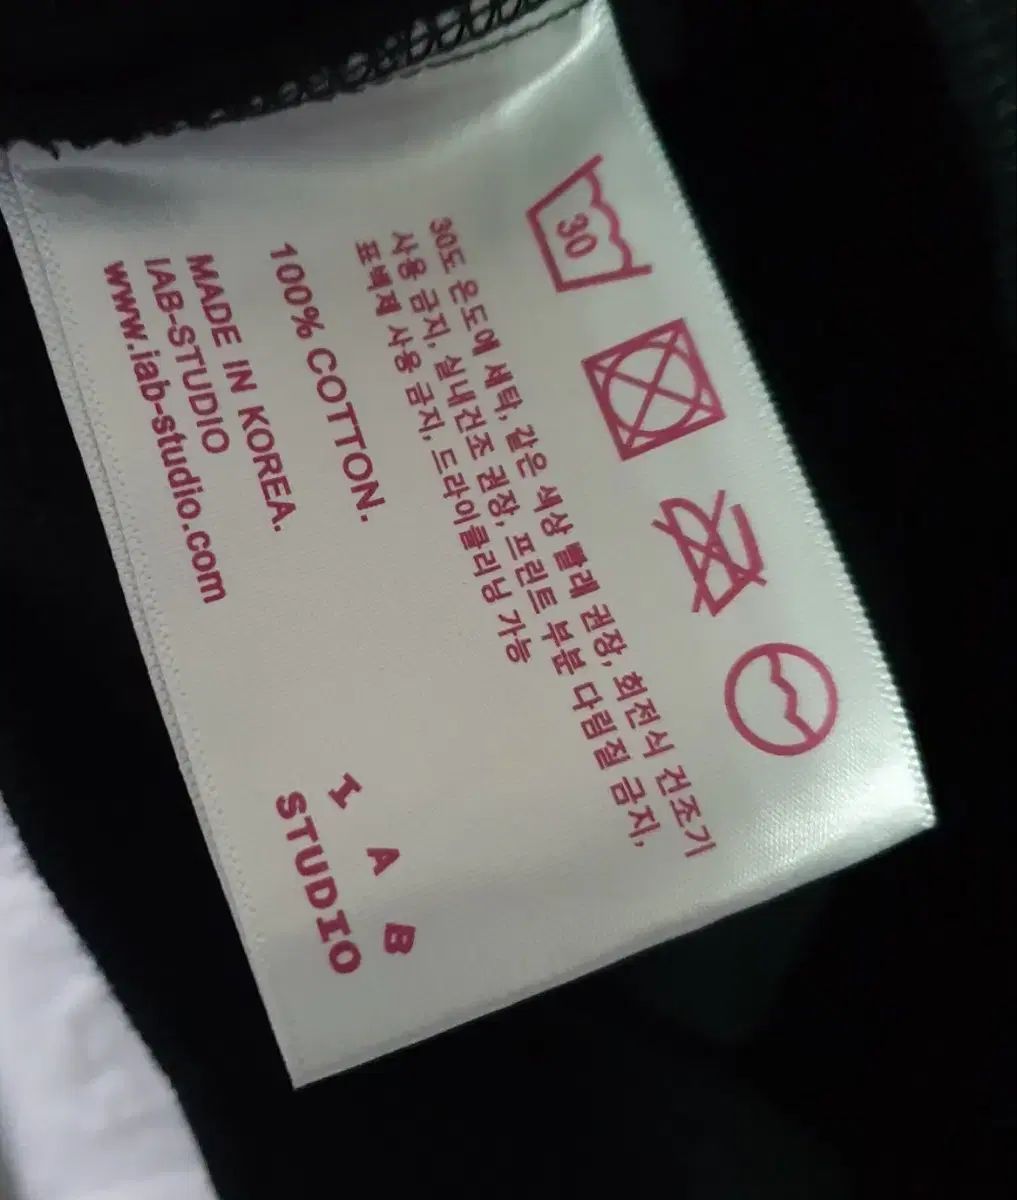 30
30도 온도에 세탁, 같은 색상 빨래 권장, 회전식 건조기
사용 금지, 실내건조 권장, 프린트 부분 다림질 금지,
표백제 사용 금지, 드라이클리닝 가능
100% COTTON.
MADE IN KOREA.
IAB-STUDIO
www.iab-studio.com
I A B
STUDIO